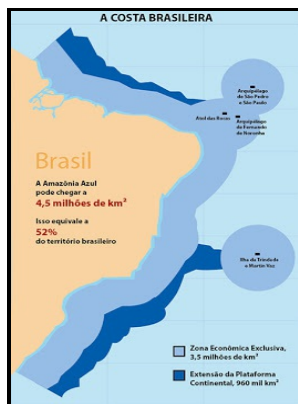 A COSTA BRASILEIRA
Arquipélago
de São Pedro
e São Paulo
Atol das Rocas
Arquipélago
de Fernando
de Noronha
Brasil
A Amazônia Azul
pode chegar a
4,5 milhões de km²
Isso equivale a
52%
do território brasileiro
Ilha da Trindade
e Martin Vaz
Zona Econômica Exclusiva,
3,5 milhões de km²
Extensão da Plataforma
Continental, 960 mil km²